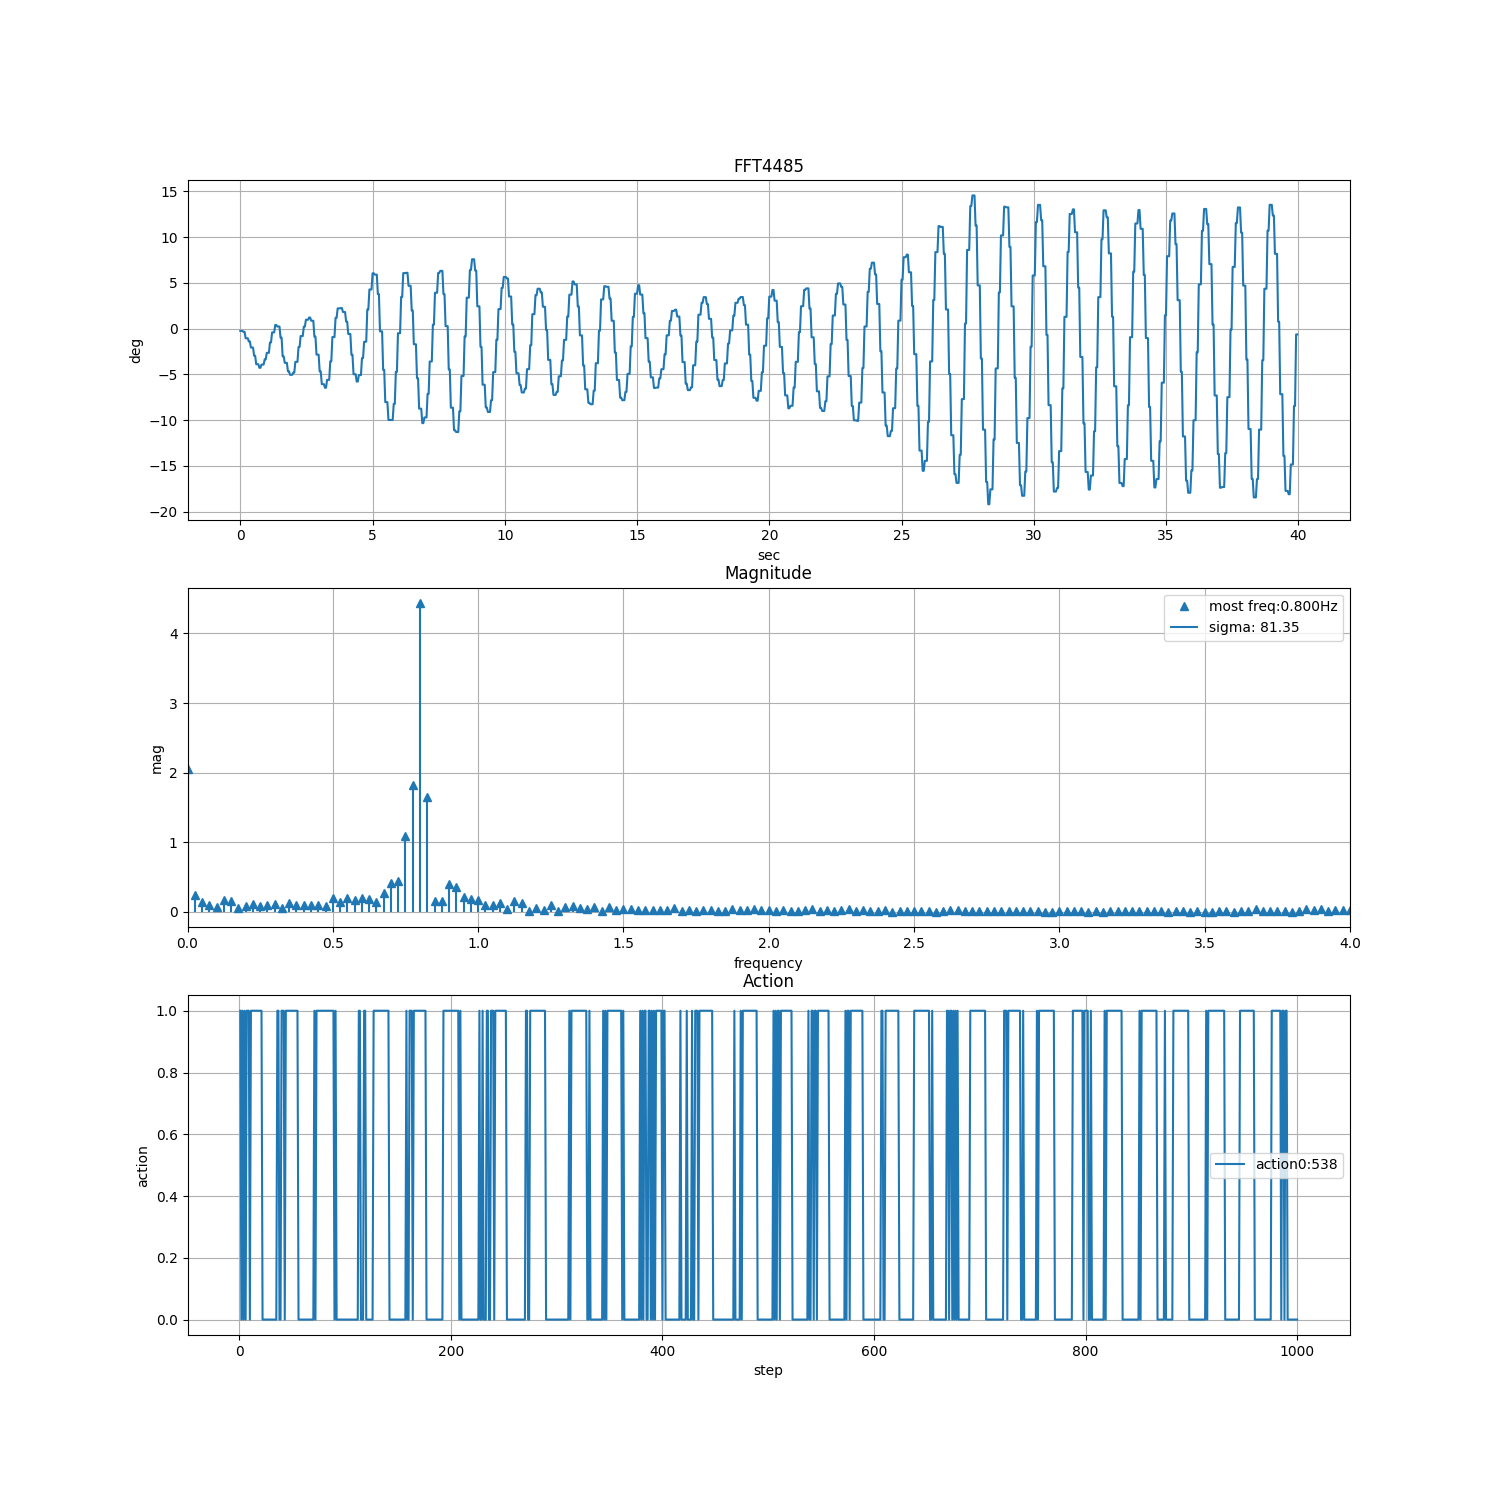 FFT4485
15
10
5
0
−5
−10
−15
−20
deg
0 5 10 15 20 25 30 35 40
sec
Magnitude
most freq:0.800Hz
sigma: 81.35
4
3
2
1
0
mag
0.0 0.5 1.0 1.5 2.0 2.5 3.0 3.5 4.0
frequency
Action
1.0
0.8
0.6
0.4
0.2
0.0
action
action0:538
0 200 400 600 800 1000
step